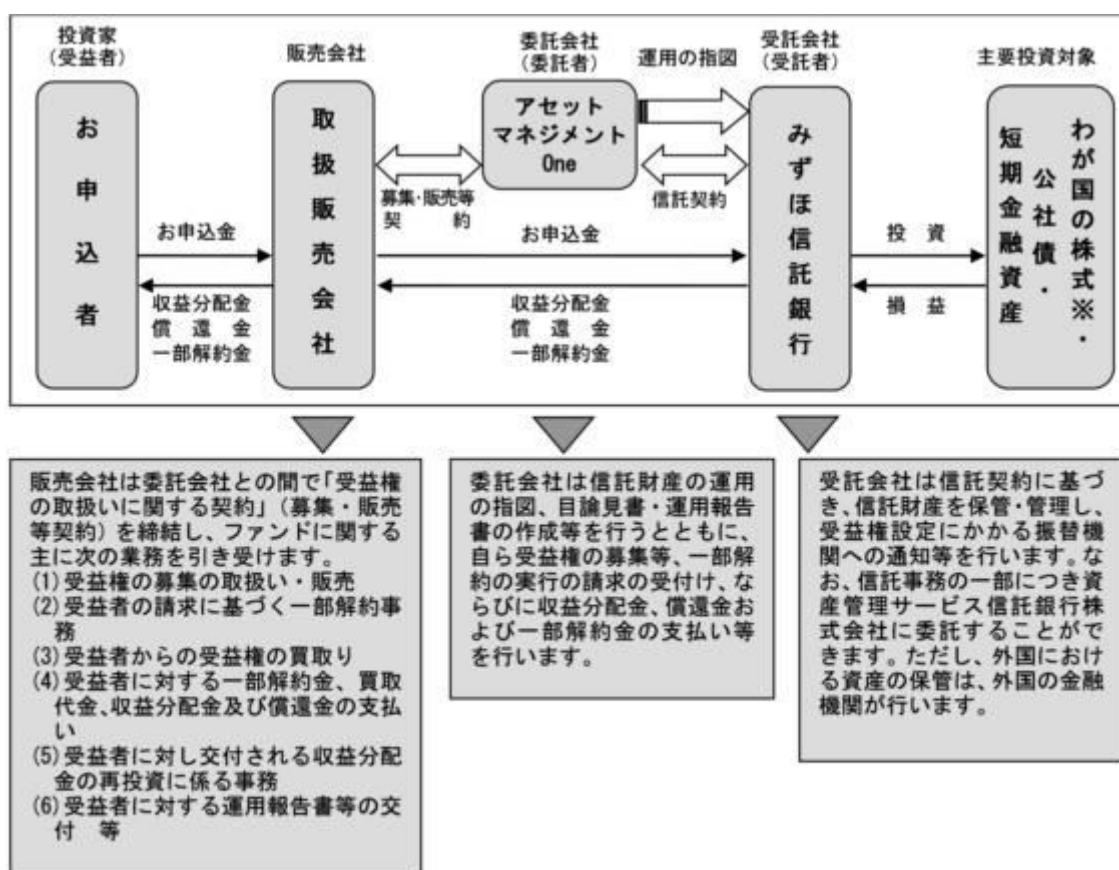 投資家
（受益者）
販売会社
委託会社
（委託者）
運用の指図
受託会社
（受託者）
主要投資対象
お申込者
取扱販売会社
アセット
マネジメント
One
みずほ信託銀行
わが国の株式※・
公社債・
短期金融資産
募集・販売等
契　約
信託契約
お申込金
お申込金
投　資
収益分配金
償　還　金
一部解約金
収益分配金
償　還　金
一部解約金
損　益
販売会社は委託会社との間で「受益権
の取扱いに関する契約」（募集・販売
等契約）を締結し、ファンドに関する
主に次の業務を引き受けます。
(1)受益権の募集の取扱い・販売
(2)受益者の請求に基づく一部解約事
務
(3)受益者からの受益権の買取り
(4)受益者に対する一部解約金、買取
代金、収益分配金及び償還金の支払
い
(5)受益者に対し交付される収益分配
金の再投資に係る事務
(6)受益者に対する運用報告書等の交
付　等
委託会社は信託財産の運用
の指図、目論見書・運用報告
書の作成等を行うとともに、
自ら受益権の募集等、一部解
約の実行の請求の受付け、な
らびに収益分配金、償還金お
よび一部解約金の支払い等
を行います。
受託会社は信託契約に基づ
き、信託財産を保管・管理し、
受益権設定にかかる振替機
関への通知等を行います。な
お、信託事務の一部につき資
産管理サービス信託銀行株
式会社に委託することがで
きます。ただし、外国におけ
る資産の保管は、外国の金融
機関が行います。